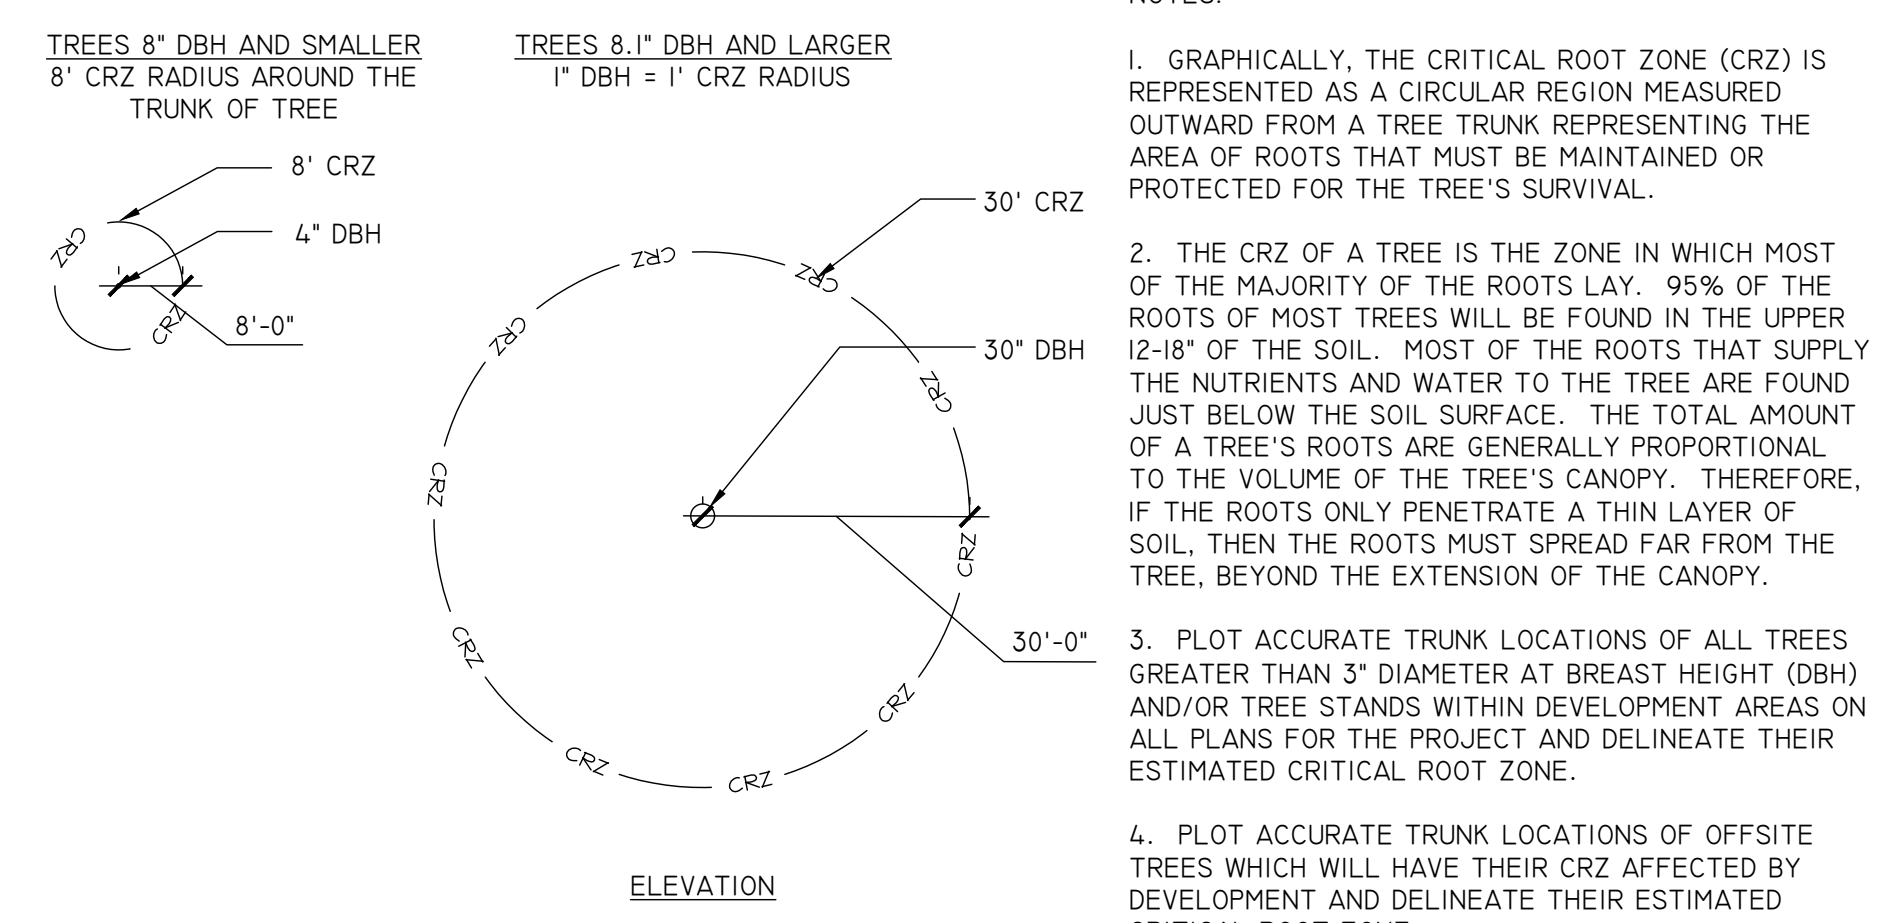 TREES 8" DBH AND SMALLER
8' CRZ RADIUS AROUND THE
TRUNK OF TREE
8' CRZ
4" DBH
CRZ
CRZ
8'-0"
TREES 8.1" DBH AND LARGER
1" DBH = 1' CRZ RADIUS
30' CRZ
CRZ
CRZ
CRZ
30" DBH
CRZ
CRZ
CRZ
30'-0"
CRZ
CRZ
CRZ
CRZ
ELEVATION
NOTES:
1. GRAPHICALLY, THE CRITICAL ROOT ZONE (CRZ) IS
REPRESENTED AS A CIRCULAR REGION MEASURED
OUTWARD FROM A TREE TRUNK REPRESENTING THE
AREA OF ROOTS THAT MUST BE MAINTAINED OR
PROTECTED FOR THE TREE'S SURVIVAL.
2. THE CRZ OF A TREE IS THE ZONE IN WHICH MOST
OF THE MAJORITY OF THE ROOTS LAY. 95% OF THE
ROOTS OF MOST TREES WILL BE FOUND IN THE UPPER
12-18" OF THE SOIL. MOST OF THE ROOTS THAT SUPPLY
THE NUTRIENTS AND WATER TO THE TREE ARE FOUND
JUST BELOW THE SOIL SURFACE. THE TOTAL AMOUNT
OF A TREE'S ROOTS ARE GENERALLY PROPORTIONAL
TO THE VOLUME OF THE TREE'S CANOPY. THEREFORE,
IF THE ROOTS ONLY PENETRATE A THIN LAYER OF
SOIL, THEN THE ROOTS MUST SPREAD FAR FROM THE
TREE, BEYOND THE EXTENSION OF THE CANOPY.
3. PLOT ACCURATE TRUNK LOCATIONS OF ALL TREES
GREATER THAN 3" DIAMETER AT BREAST HEIGHT (DBH)
AND/OR TREE STANDS WITHIN DEVELOPMENT AREAS ON
ALL PLANS FOR THE PROJECT AND DELINEATE THEIR
ESTIMATED CRITICAL ROOT ZONE.
4. PLOT ACCURATE TRUNK LOCATIONS OF OFFSITE
TREES WHICH WILL HAVE THEIR CRZ AFFECTED BY
DEVELOPMENT AND DELINEATE THEIR ESTIMATED